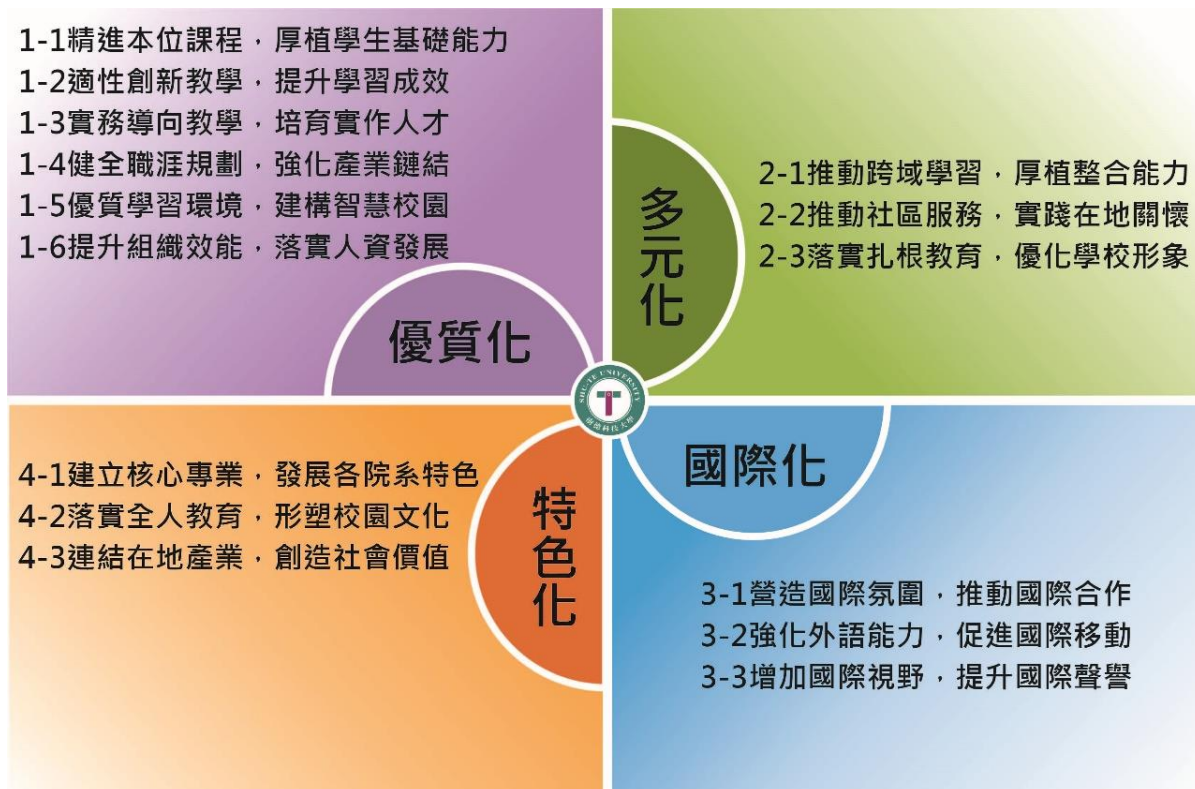 1-1精進本位課程，厚植學生基礎能力
1-2適性創新教學，提升學習成效
1-3實務導向教學，培育實作人才
1-4健全職涯規劃，強化產業鏈結
1-5優質學習環境，建構智慧校園
1-6提升組織效能，落實人資發展
優質化
多元化
2-1推動跨域學習，厚植整合能力
2-2推動社區服務，實踐在地關懷
2-3落實扎根教育，優化學校形象
SHU-TE UNIVERSITY
樹德科技大學
4-1建立核心專業，發展各院系特色
4-2落實全人教育，形塑校園文化
4-3連結在地產業，創造社會價值
特色化
國際化
3-1營造國際氛圍，推動國際合作
3-2強化外語能力，促進國際移動
3-3增加國際視野，提升國際聲譽